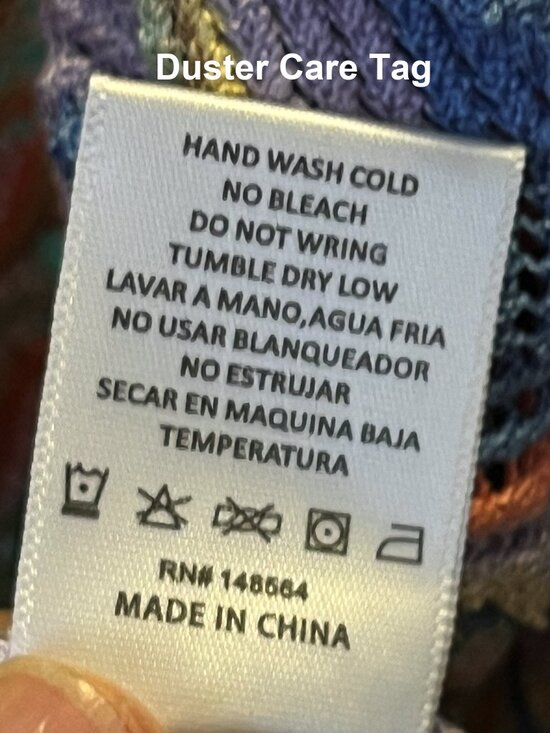 Duster Care Tag
HAND WASH COLD
NO BLEACH
DO NOT WRING
TUMBLE DRY LOW
LAVAR A MANO,AGUA FRIA
NO USAR BLANQUEADOR
NO ESTRUJAR
SECAR EN MAQUINA BAJA
TEMPERATURA
RN# 148564
MADE IN CHINA